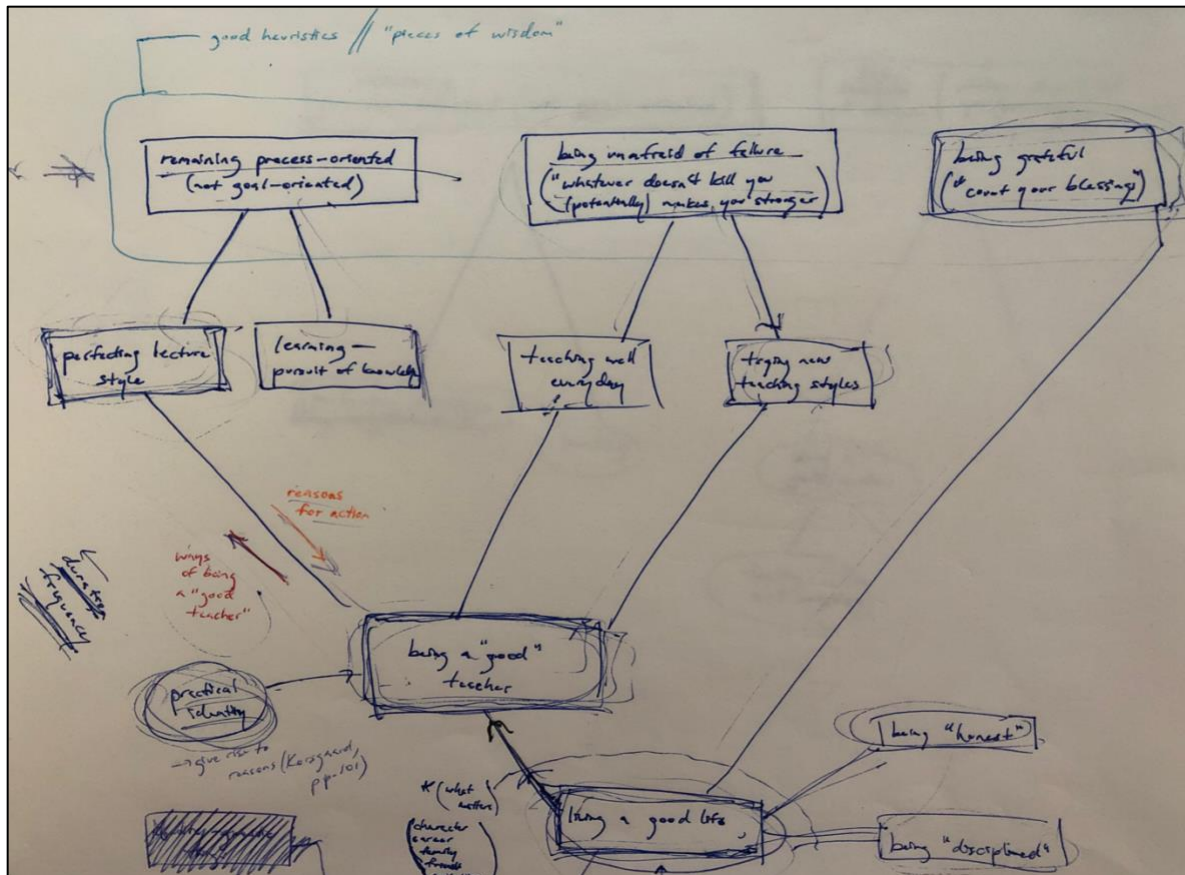 good heuristics // "pieces of wisdom"
remaining process-oriented
(not goal-oriented)
being unafraid of failure
("whatever doesn't kill you
(potentially) makes you stronger)
being grateful
("count your blessings")
perfecting lecture
style
learning-
pursuit of knowledge
teaching well
everyday
trying new
teaching styles
reasons
for action
ways
of being
a "good
teacher"
duration
frequency
being a "good"
teacher
practical
identity
→ give rise to
reasons (Korsgaard,
pp-101)
*(what
matters
(character
career
family
friends
living a good life
being "honest"
being "disciplined"